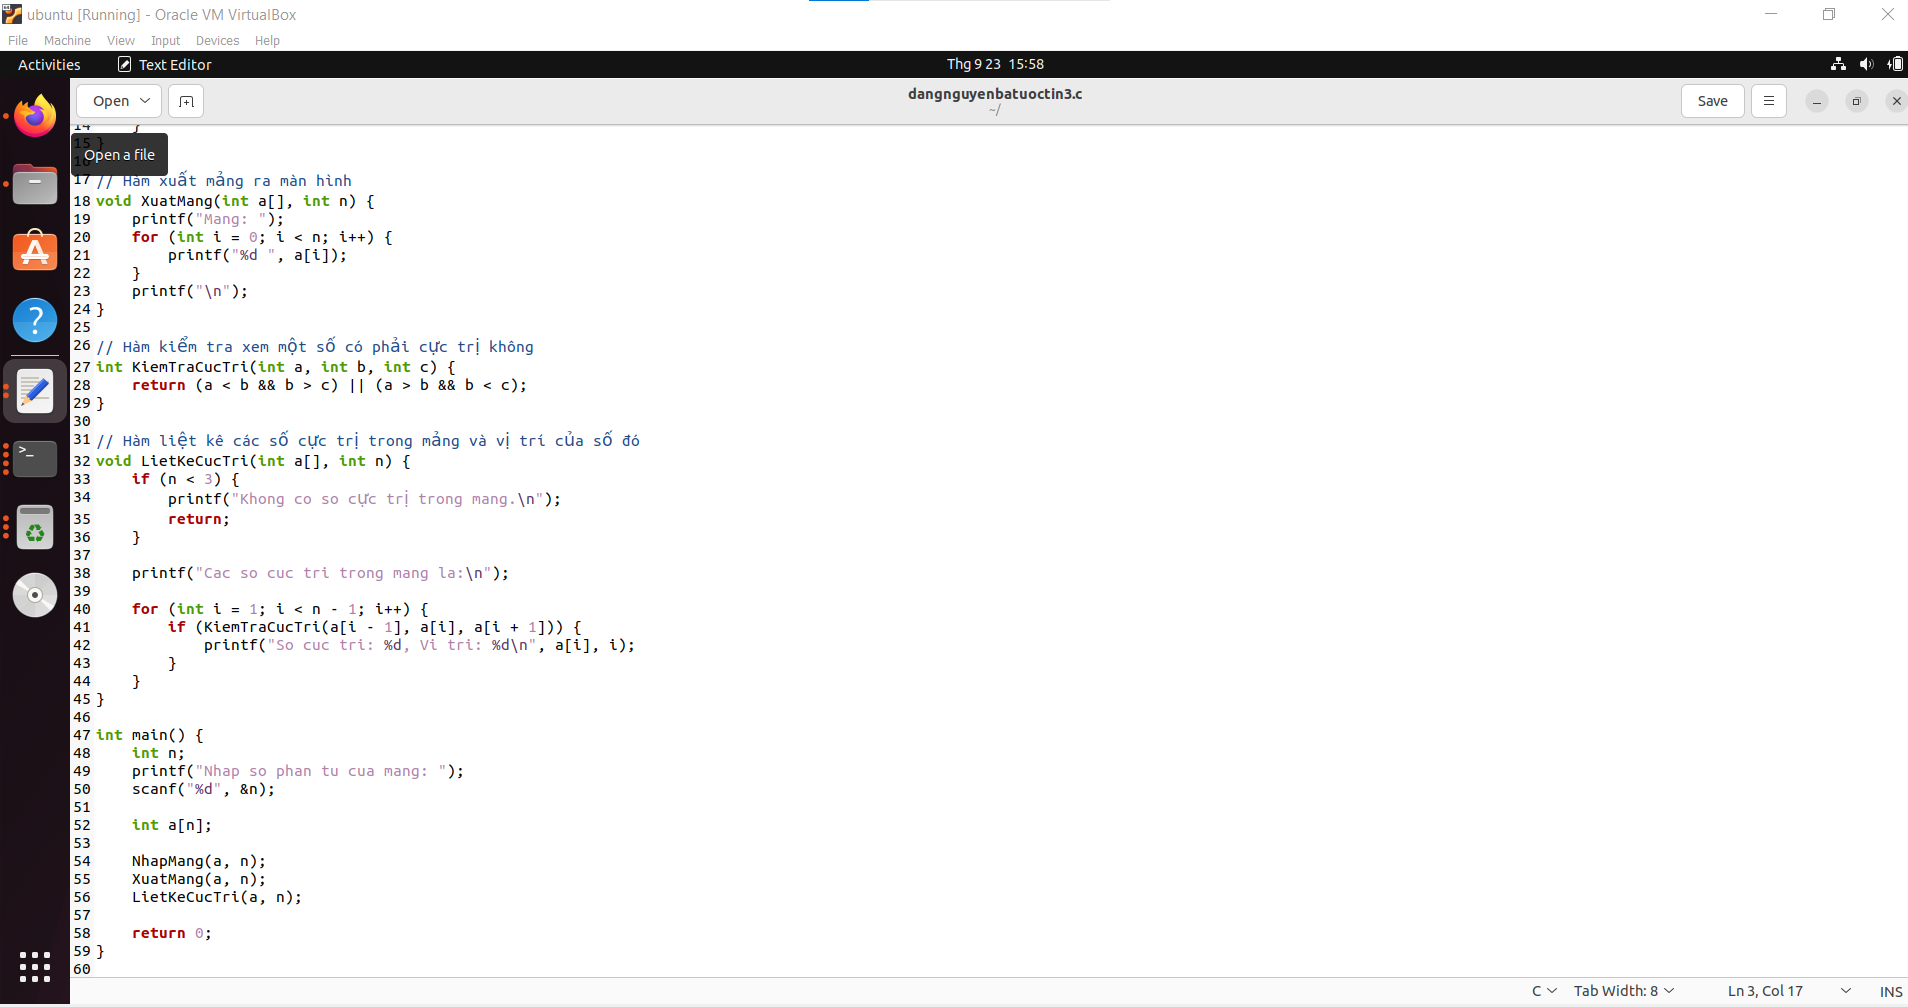 ubuntu [Running] - Oracle VM VirtualBox
File Machine View Input Devices Help
Activities Text Editor Thg 9 23 15:58
Open dangnguyenbatuoctin3.c Save
~/
14 }
15 }
Open a file
16
17 // Hàm xuất mảng ra màn hình
18 void XuatMang(int a[], int n) {
19 printf("Mang: ");
20 for (int i = 0; i < n; i++) {
21 printf("%d ", a[i]);
22 }
23 printf("\n");
24 }
25
26 // Hàm kiểm tra xem một số có phải cực trị không
27 int KiemTraCucTri(int a, int b, int c) {
28 return (a < b && b > c) || (a > b && b < c);
29 }
30
31 // Hàm liệt kê các số cực trị trong mảng và vị trí của số đó
32 void LietKeCucTri(int a[], int n) {
33 if (n < 3) {
34 printf("Khong co so cực trị trong mang.\n");
35 return;
36 }
37
38 printf("Cac so cuc tri trong mang la:\n");
39
40 for (int i = 1; i < n - 1; i++) {
41 if (KiemTraCucTri(a[i - 1], a[i], a[i + 1])) {
42 printf("So cuc tri: %d, Vi tri: %d\n", a[i], i);
43 }
44 }
45 }
46
47 int main() {
48 int n;
49 printf("Nhap so phan tu cua mang: ");
50 scanf("%d", &n);
51
52 int a[n];
53
54 NhapMang(a, n);
55 XuatMang(a, n);
56 LietKeCucTri(a, n);
57
58 return 0;
59 }
60
C Tab Width: 8 Ln 3, Col 17 INS